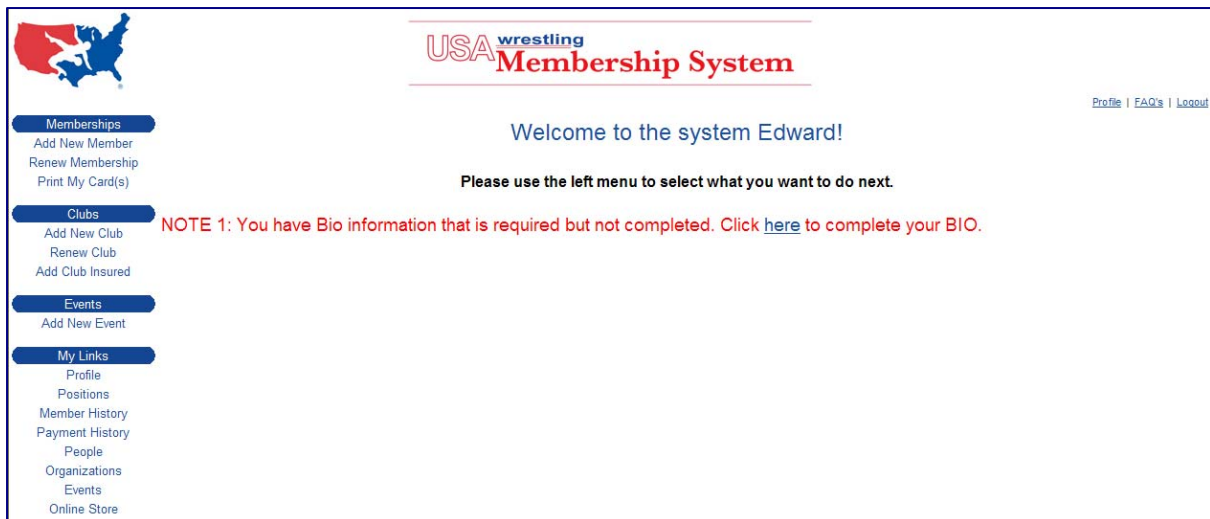 USA wrestling
Membership System
Profile | FAQ's | Logout
Memberships
Add New Member
Renew Membership
Print My Card(s)
Clubs
Add New Club
Renew Club
Add Club Insured
Events
Add New Event
My Links
Profile
Positions
Member History
Payment History
People
Organizations
Events
Online Store
Welcome to the system Edward!
Please use the left menu to select what you want to do next.
NOTE 1: You have Bio information that is required but not completed. Click here to complete your BIO.